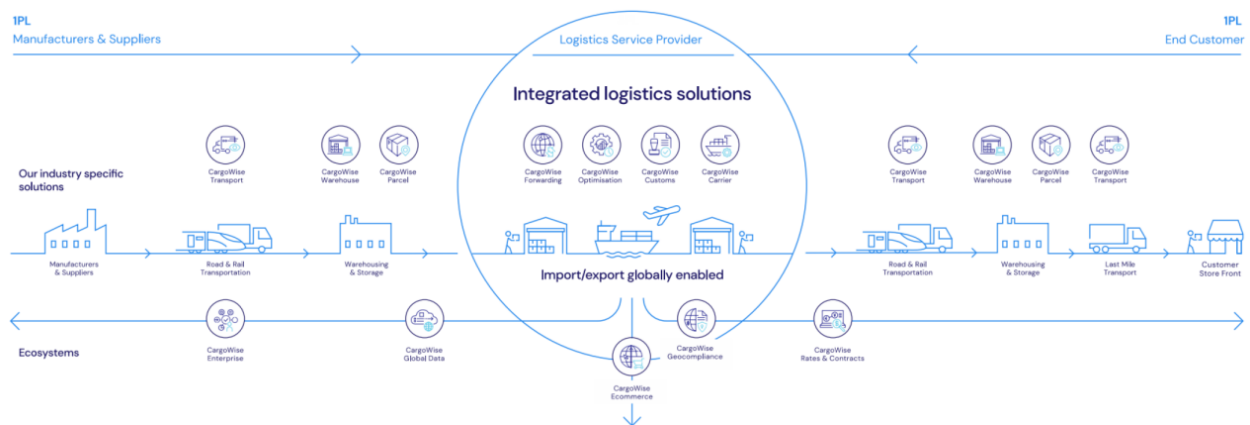 1PL
Manufacturers & Suppliers
Logistics Service Provider
1PL
End Customer
Integrated logistics solutions
Our industry specific
solutions
CargoWise
Transport
CargoWise
Warehouse
CargoWise
Parcel
CargoWise
Forwarding
CargoWise
Optimisation
CargoWise
Customs
CargoWise
Carrier
CargoWise
Transport
CargoWise
Warehouse
CargoWise
Parcel
CargoWise
Transport
Manufacturers
& Suppliers
Road & Rail
Transportation
Warehousing
& Storage
Import/export globally enabled
Road & Rail
Transportation
Warehousing
& Storage
Last Mile
Transport
Customer
Store Front
Ecosystems
CargoWise
Enterprise
CargoWise
Global Data
CargoWise
Ecommerce
CargoWise
Geocompliance
CargoWise
Rates & Contracts